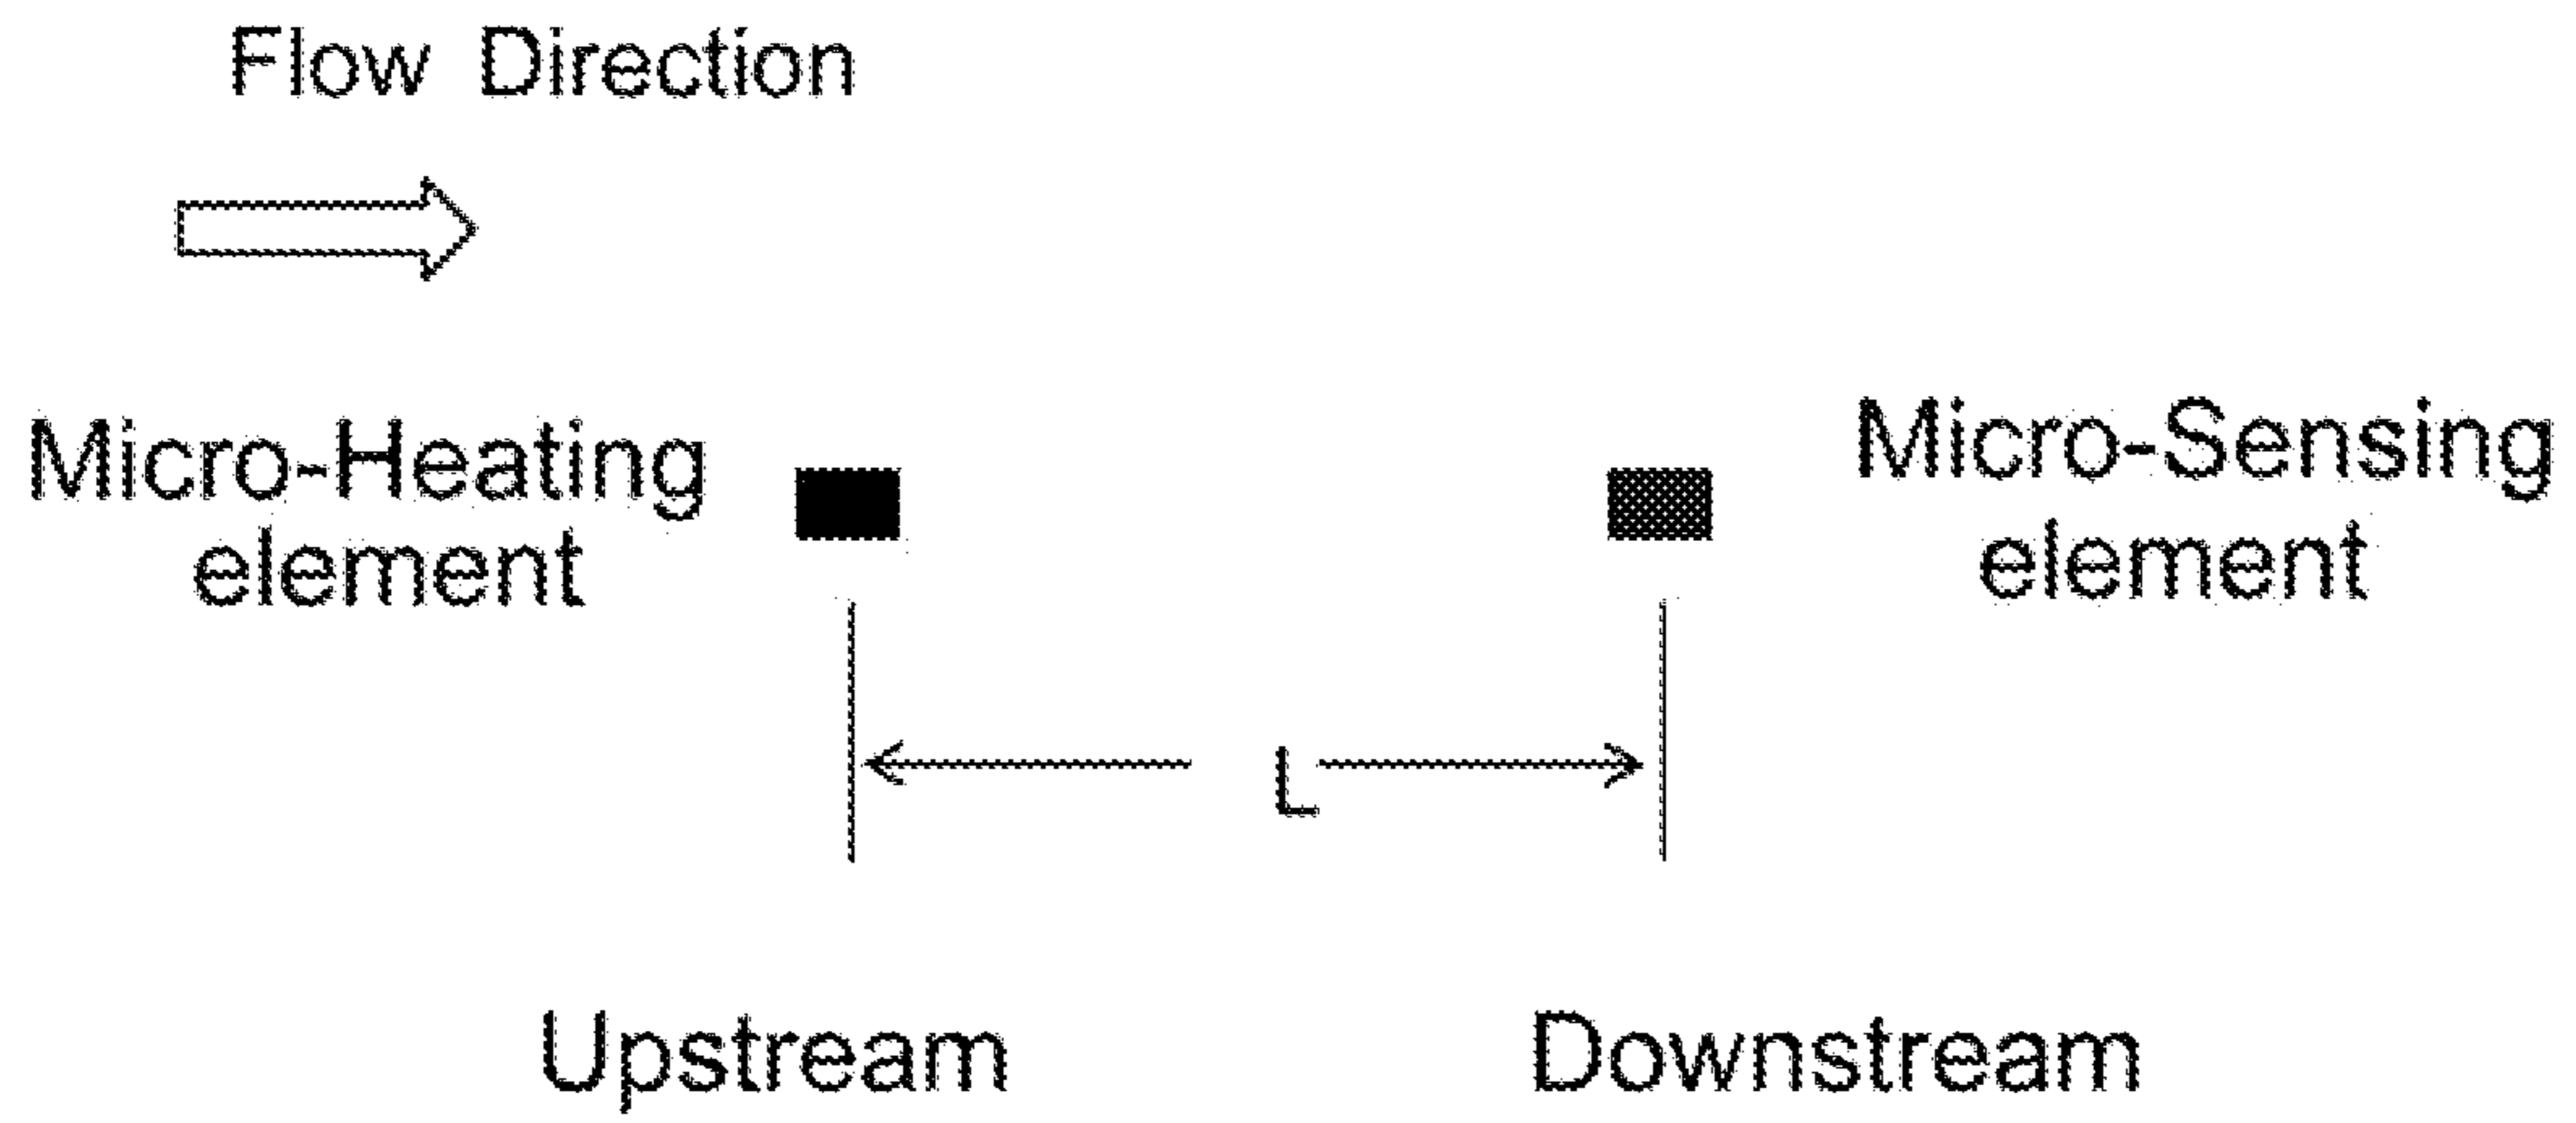 Flow Direction
Micro-Heating
element
Micro-Sensing
element
L
Upstream
Downstream